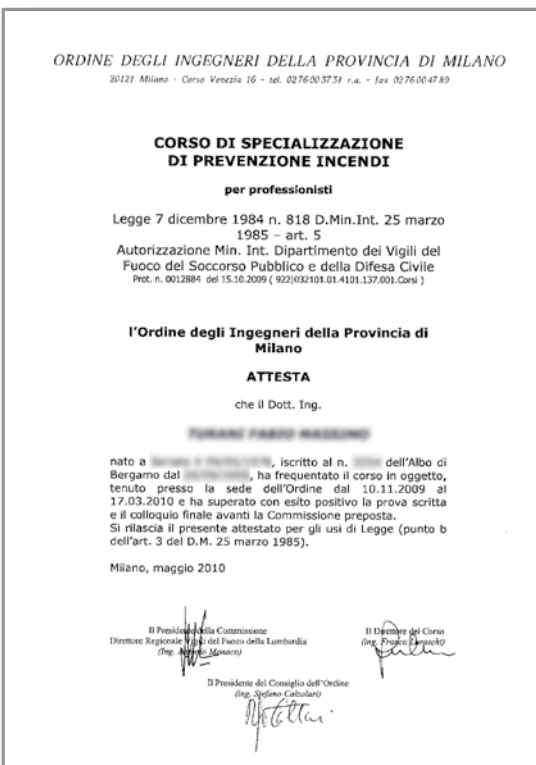 ORDINE DEGLI INGEGNERI DELLA PROVINCIA DI MILANO
20121 Milano - Corso Venezia 16 - tel. 0276003731 r.a. - fax 0276004789
CORSO DI SPECIALIZZAZIONE
DI PREVENZIONE INCENDI
per professionisti
Legge 7 dicembre 1984 n. 818 D.Min.Int. 25 marzo
1985 – art. 5
Autorizzazione Min. Int. Dipartimento dei Vigili del
Fuoco del Soccorso Pubblico e della Difesa Civile
Prot. n. 0012884 del 15.10.2009 ( 922|032101.01.4101.137.001.Corsi )
l'Ordine degli Ingegneri della Provincia di
Milano
ATTESTA
che il Dott. Ing.
nato a , iscritto al n. dell'Albo di
Bergamo dal , ha frequentato il corso in oggetto,
tenuto presso la sede dell'Ordine dal 10.11.2009 al
17.03.2010 e ha superato con esito positivo la prova scritta
e il colloquio finale avanti la Commissione preposta.
Si rilascia il presente attestato per gli usi di Legge (punto b
dell'art. 3 del D.M. 25 marzo 1985).
Milano, maggio 2010
Il Presidente della Commissione
Direttore Regionale Vigili del Fuoco della Lombardia
(Ing. Monaco)
Il Direttore del Corso
(Ing. Franco Luraschi)
Il Presidente del Consiglio dell'Ordine
(Ing. Stefano Calzolari)